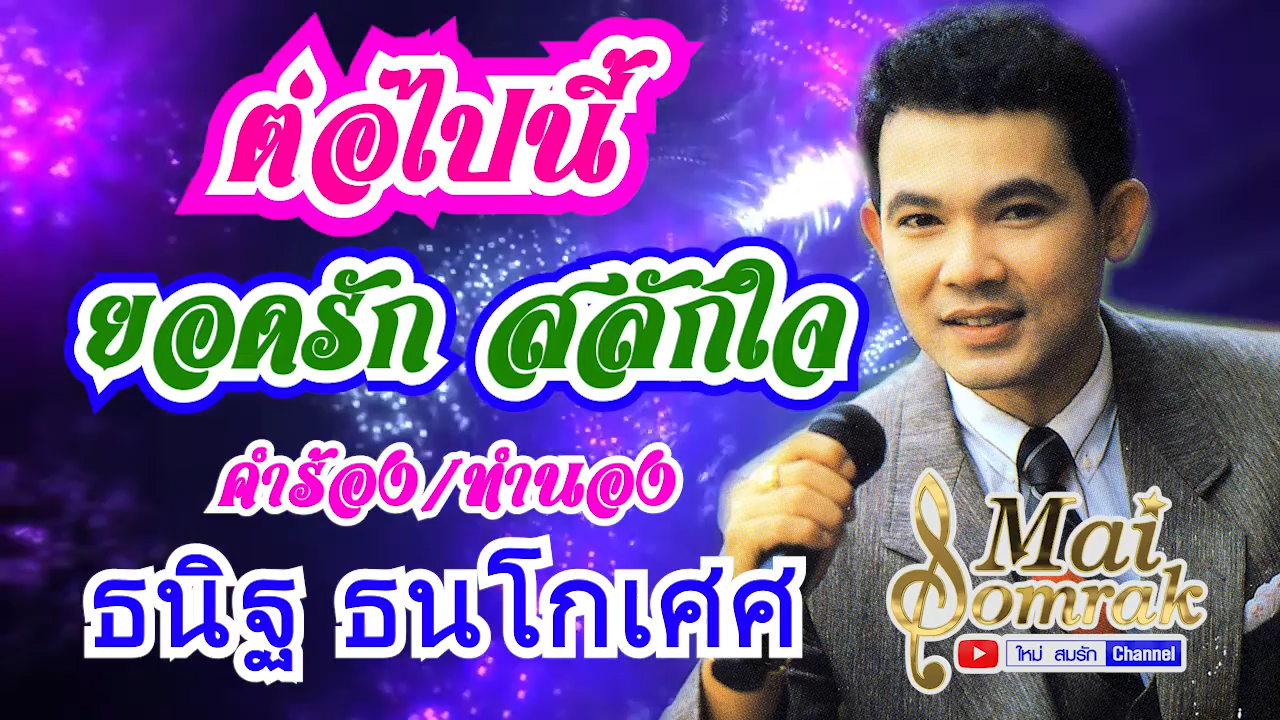 ต่อไปนี้
ยอดรัก สลักใจ
คำร้อง/ทำนอง
ธนิฐ ธนโกเศศ
Mai
Somrak
ใหม่ สมรัก Channel